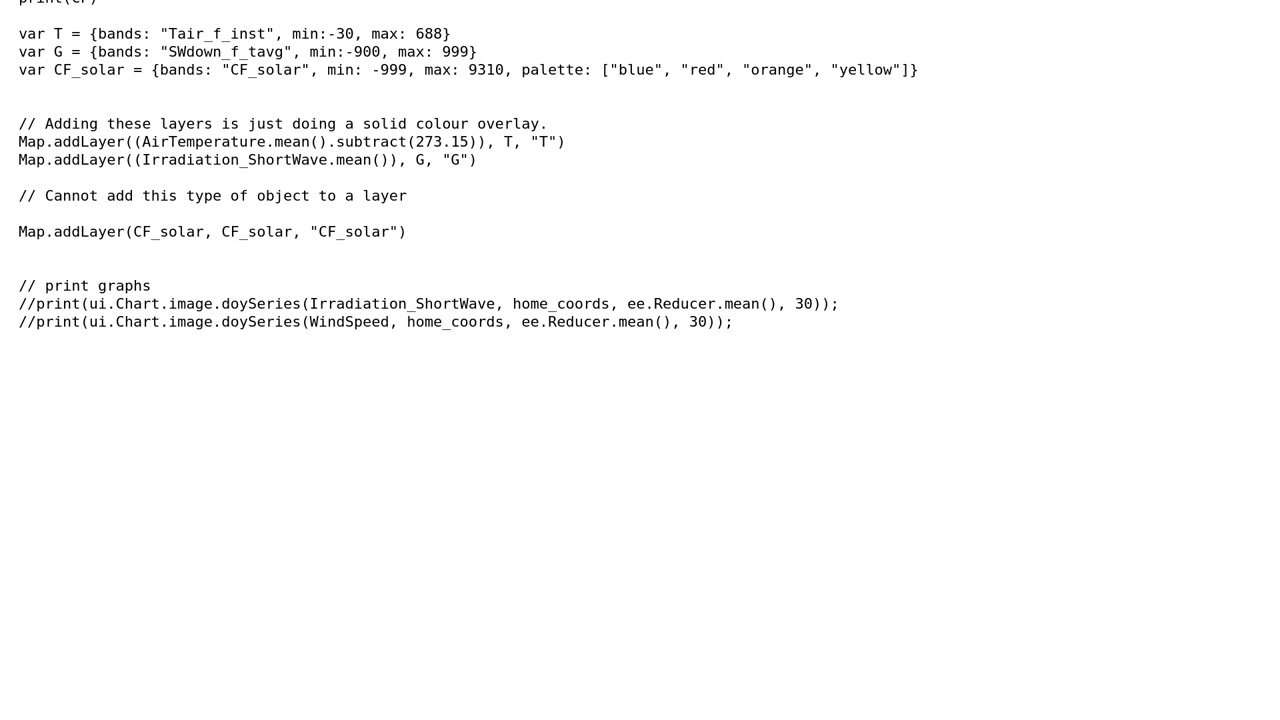 print(CF)
var T = {bands: "Tair_f_inst", min:-30, max: 688}
var G = {bands: "SWdown_f_tavg", min:-900, max: 999}
var CF_solar = {bands: "CF_solar", min: -999, max: 9310, palette: ["blue", "red", "orange", "yellow"]}
// Adding these layers is just doing a solid colour overlay.
Map.addLayer((AirTemperature.mean().subtract(273.15)), T, "T")
Map.addLayer((Irradiation_ShortWave.mean()), G, "G")
// Cannot add this type of object to a layer
Map.addLayer(CF_solar, CF_solar, "CF_solar")
// print graphs
//print(ui.Chart.image.doySeries(Irradiation_ShortWave, home_coords, ee.Reducer.mean(), 30));
//print(ui.Chart.image.doySeries(WindSpeed, home_coords, ee.Reducer.mean(), 30));